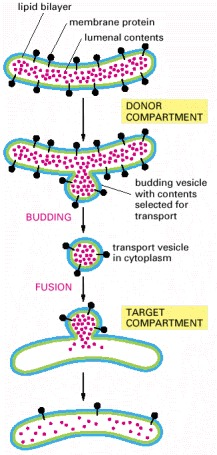 lipid bilayer
membrane protein
lumenal contents
DONOR
COMPARTMENT
budding vesicle
with contents
selected for
transport
BUDDING
transport vesicle
in cytoplasm
FUSION
TARGET
COMPARTMENT